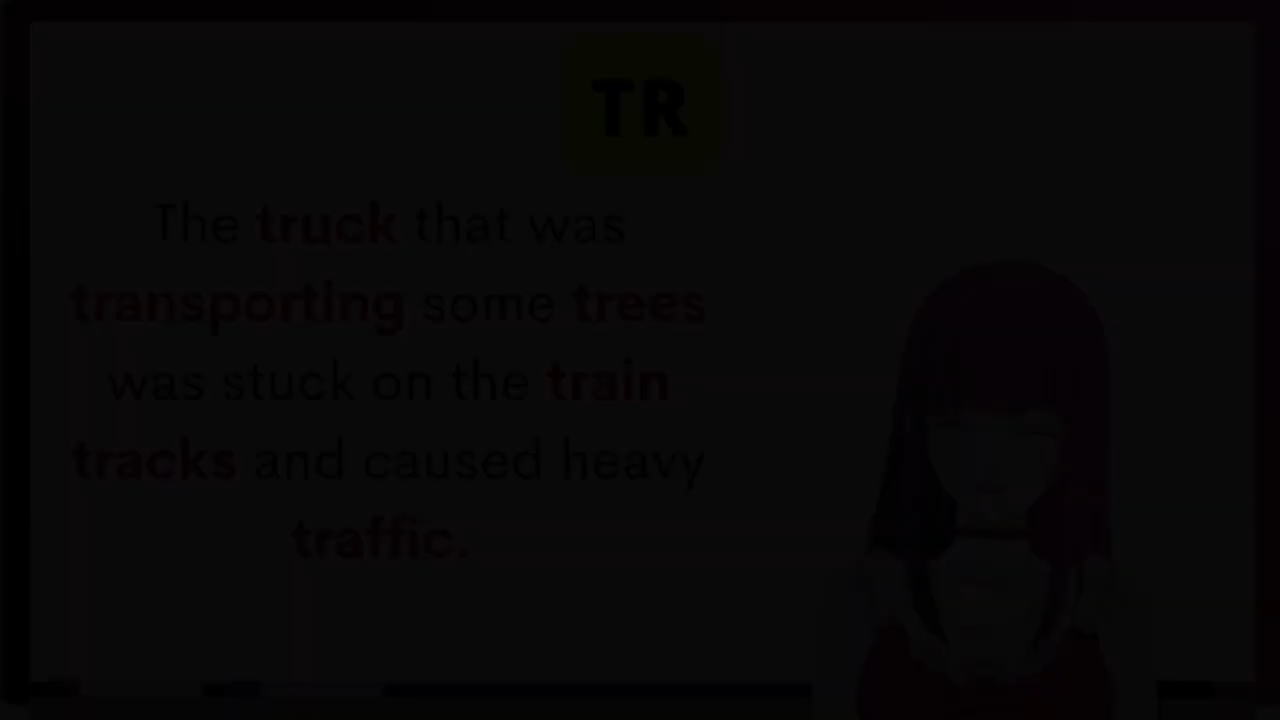 TR
The truck that was
transporting some trees
was stuck on the train
tracks and caused heavy
traffic.